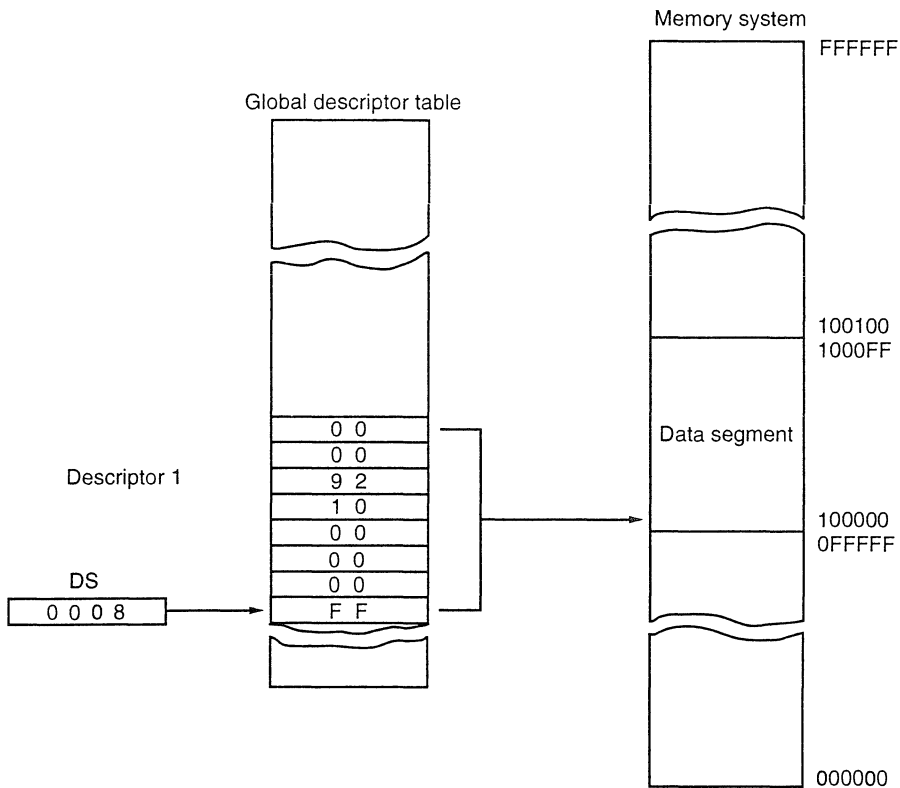 Memory system
FFFFFF
Global descriptor table
100100
1000FF
Data segment
100000
0FFFFF
000000
0 0
0 0
9 2
1 0
0 0
0 0
0 0
F F
Descriptor 1
DS
0 0 0 8